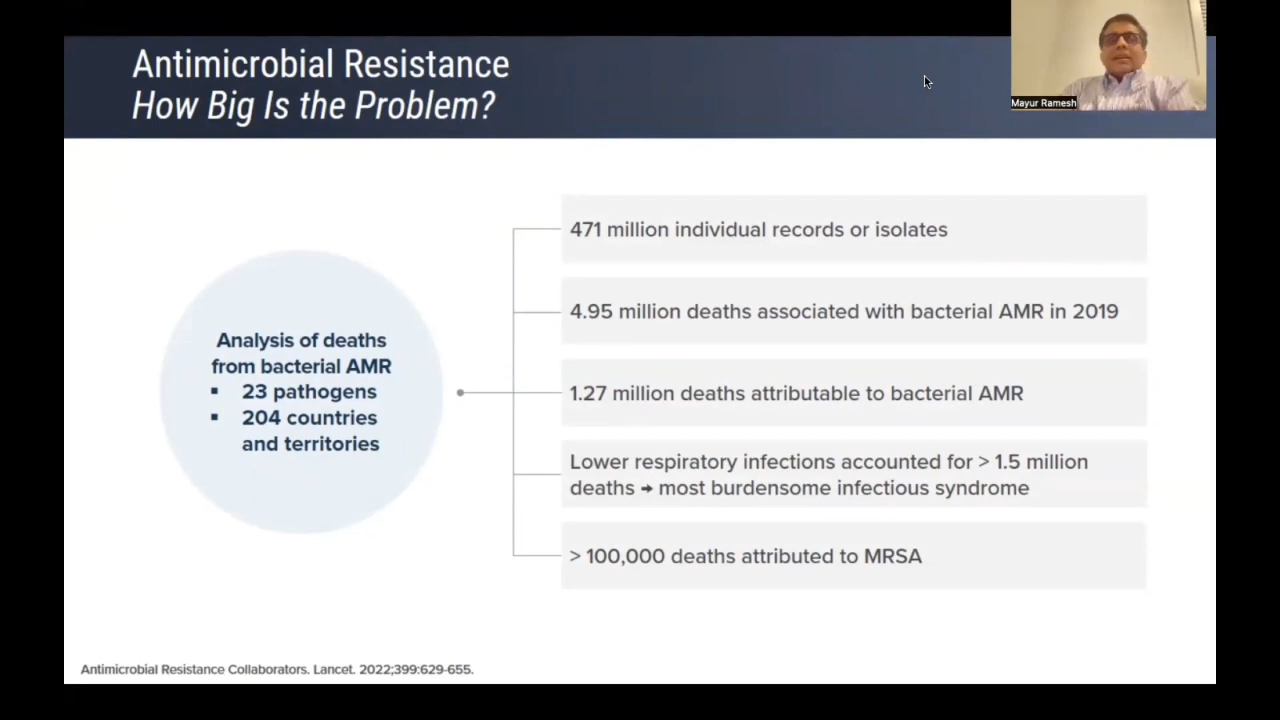 Antimicrobial Resistance
How Big Is the Problem?
Mayur Ramesh
Analysis of deaths
from bacterial AMR
▪ 23 pathogens
▪ 204 countries
and territories
471 million individual records or isolates
4.95 million deaths associated with bacterial AMR in 2019
1.27 million deaths attributable to bacterial AMR
Lower respiratory infections accounted for > 1.5 million
deaths → most burdensome infectious syndrome
> 100,000 deaths attributed to MRSA
Antimicrobial Resistance Collaborators. Lancet. 2022;399:629-655.